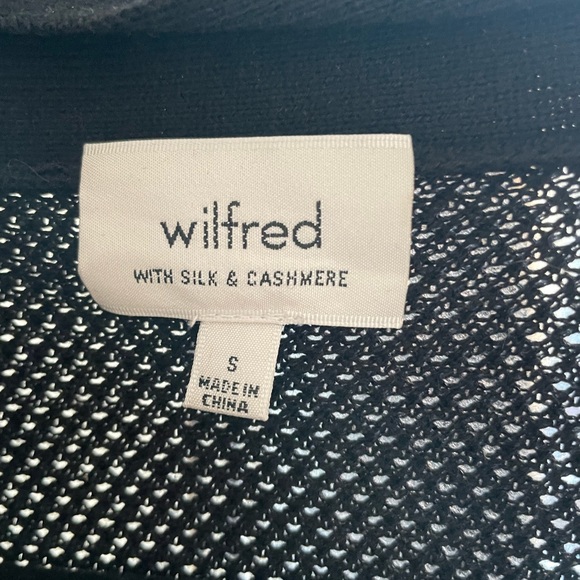 wilfred
WITH SILK & CASHMERE
S
MADE IN
CHINA